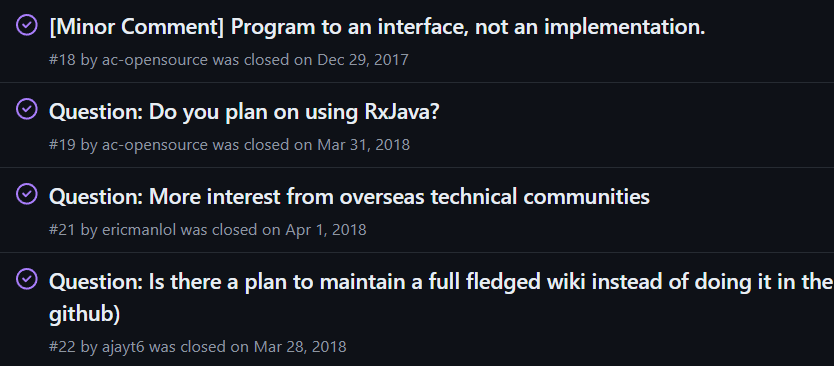 [Minor Comment] Program to an interface, not an implementation.
#18 by ac-opensource was closed on Dec 29, 2017
Question: Do you plan on using RxJava?
#19 by ac-opensource was closed on Mar 31, 2018
Question: More interest from overseas technical communities
#21 by ericmanlol was closed on Apr 1, 2018
Question: Is there a plan to maintain a full fledged wiki instead of doing it in the
github)
#22 by ajayt6 was closed on Mar 28, 2018